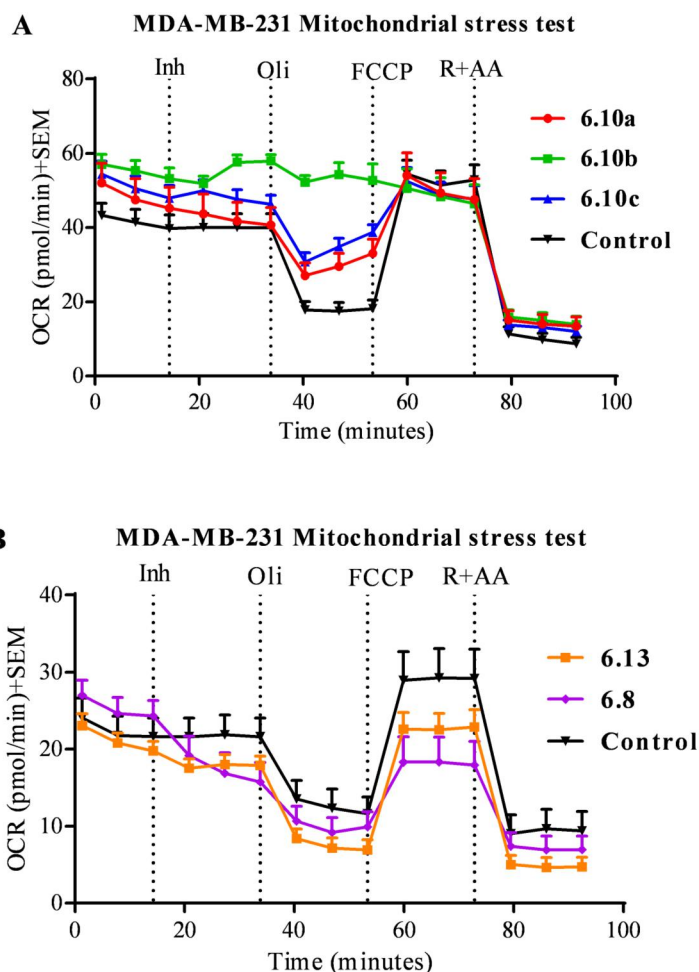 A
MDA-MB-231 Mitochondrial stress test
Inh Oli FCCP R+AA
OCR (pmol/min)+SEM
80
60
40
20
0
0 20 40 60 80 100
Time (minutes)
6.10a
6.10b
6.10c
Control
B
MDA-MB-231 Mitochondrial stress test
Inh Oli FCCP R+AA
OCR (pmol/min)+SEM
40
30
20
10
0
0 20 40 60 80 100
Time (minutes)
6.13
6.8
Control